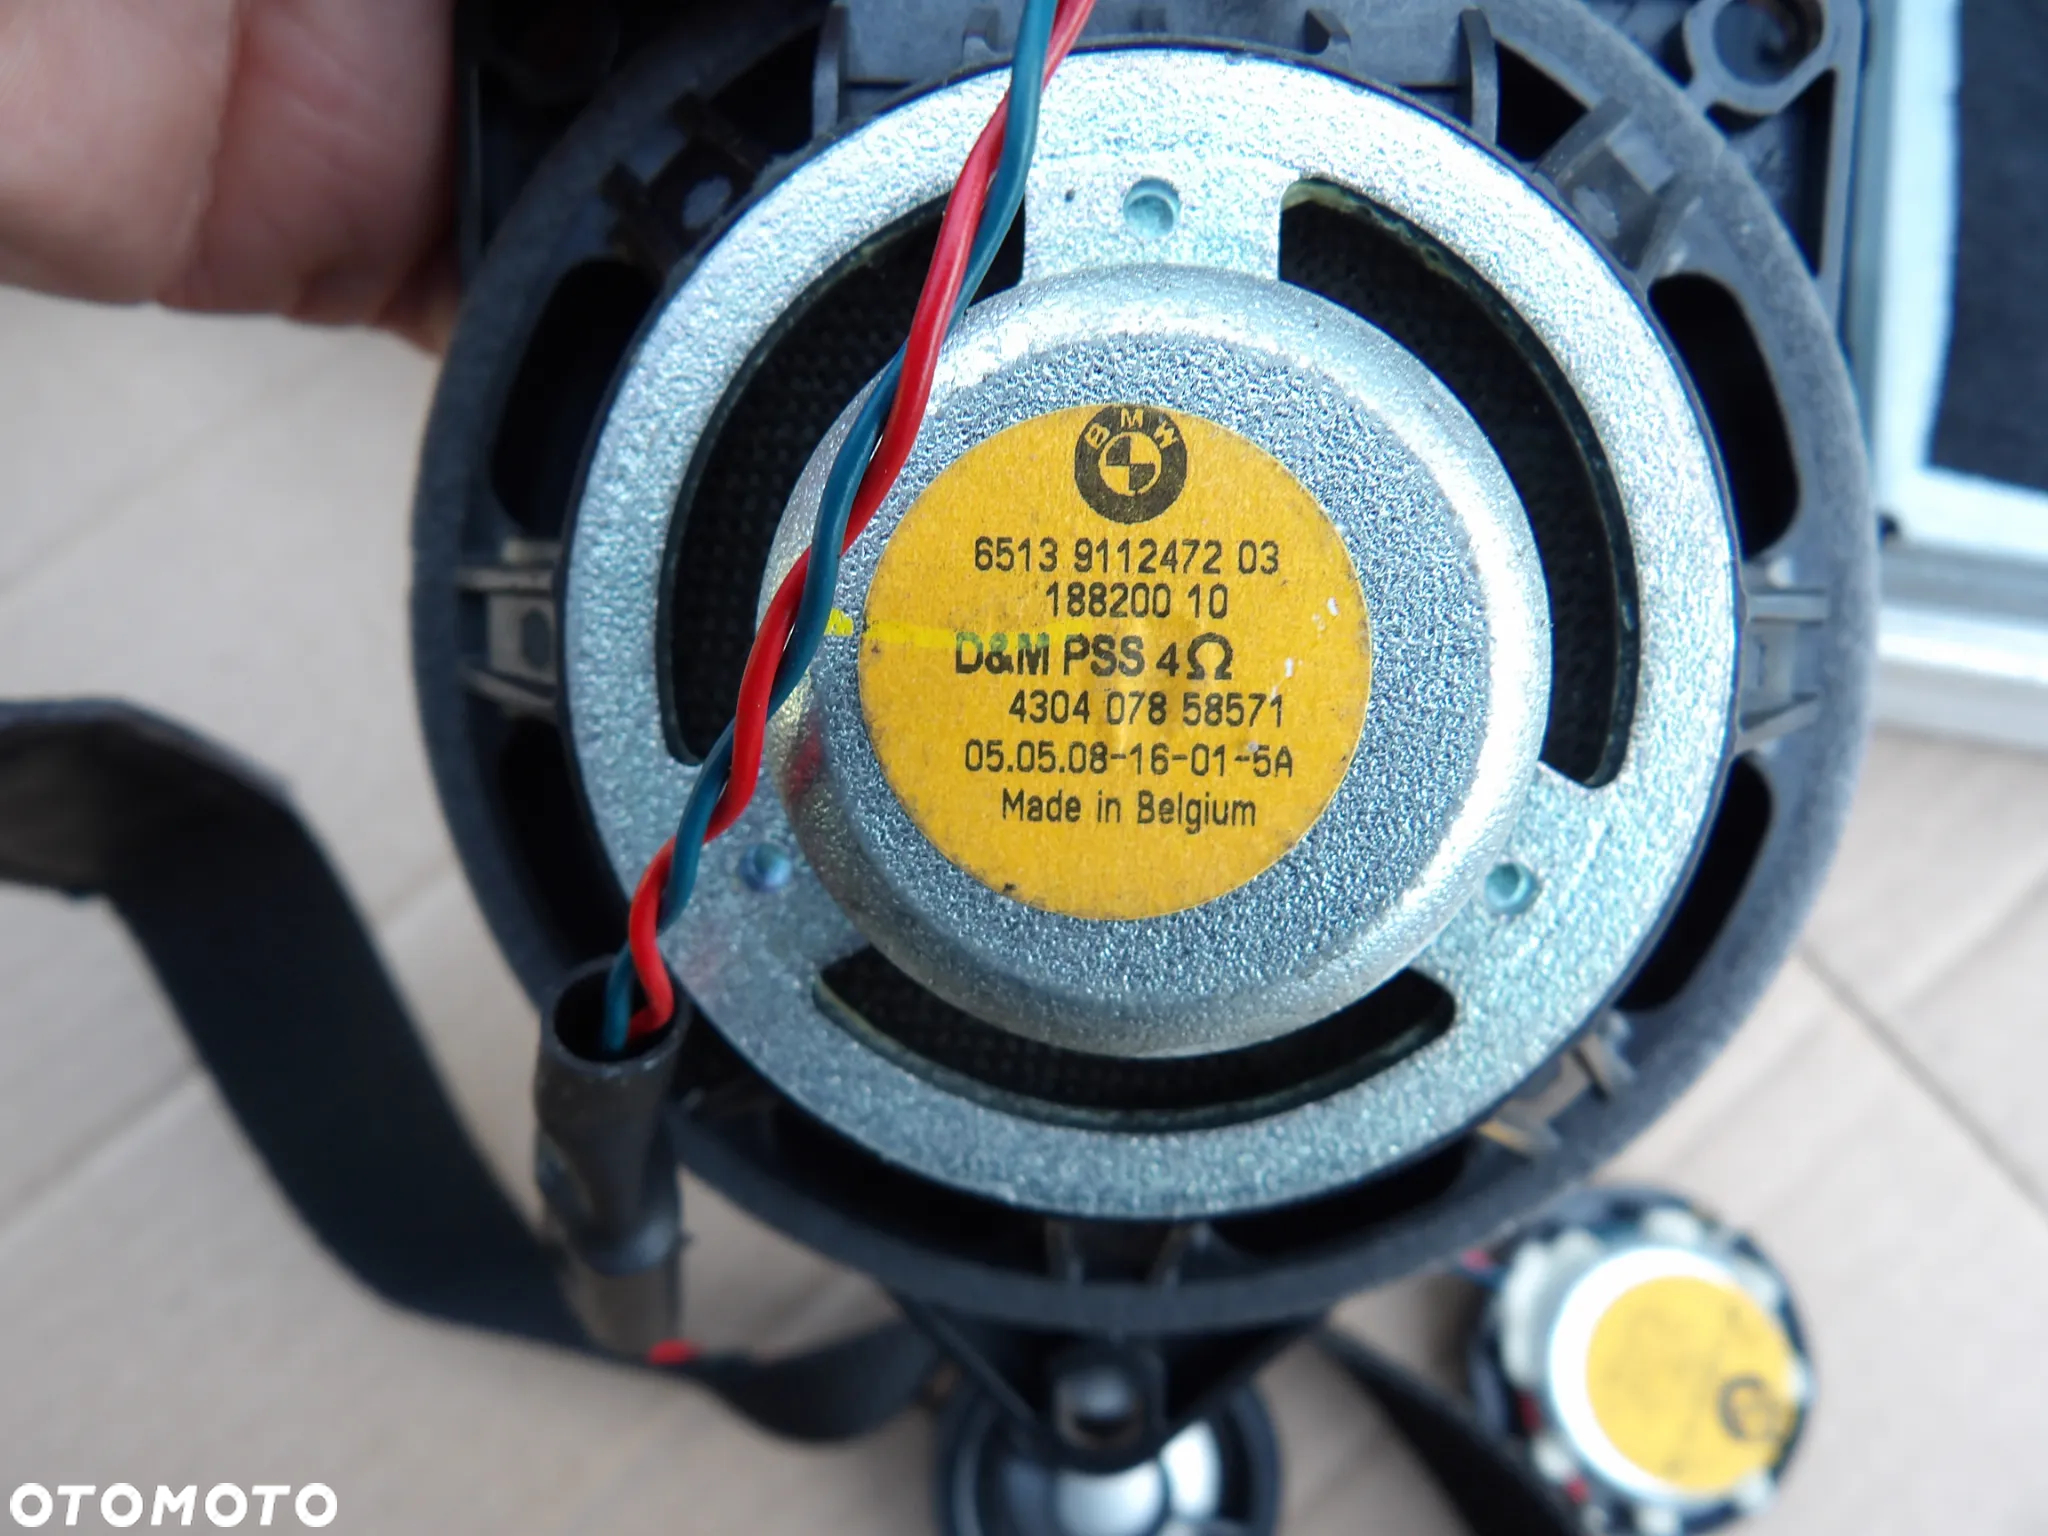 BMW
6513 9112472 03
188200 10
D&M PSS 4Ω
4304 078 58571
05.05.08-16-01-5A
Made in Belgium
OTOMOTO